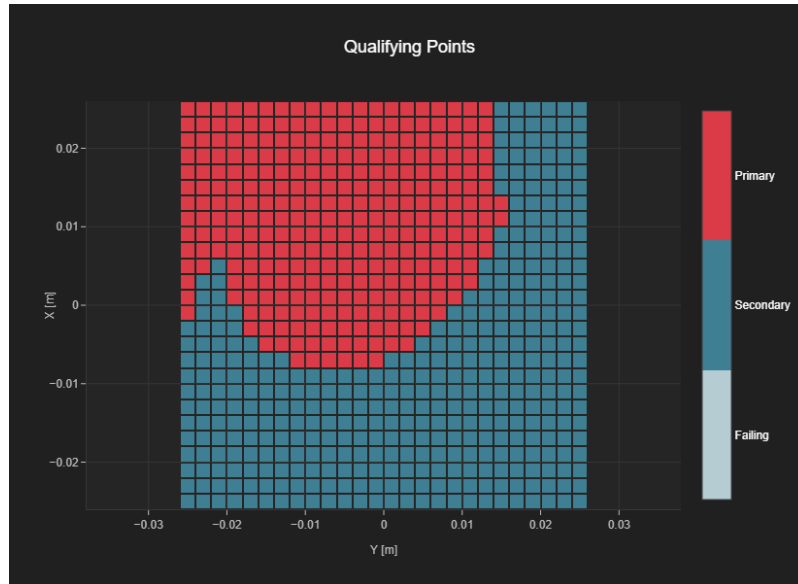 Qualifying Points
0.02
0.01
0
−0.01
−0.02
X [m]
−0.03
−0.02
−0.01
0
0.01
0.02
0.03
Y [m]
Primary
Secondary
Failing